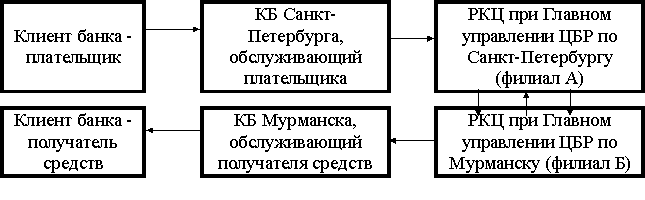 Клиент банка -
плательщик
КБ Санкт-
Петербурга,
обслуживающий
плательщика
РКЦ при Главном
управлении ЦБР по
Санкт-Петербургу
(филиал А)
Клиент банка -
получатель
средств
КБ Мурманска,
обслуживающий
получателя средств
РКЦ при Главном
управлении ЦБР по
Мурманску (филиал Б)